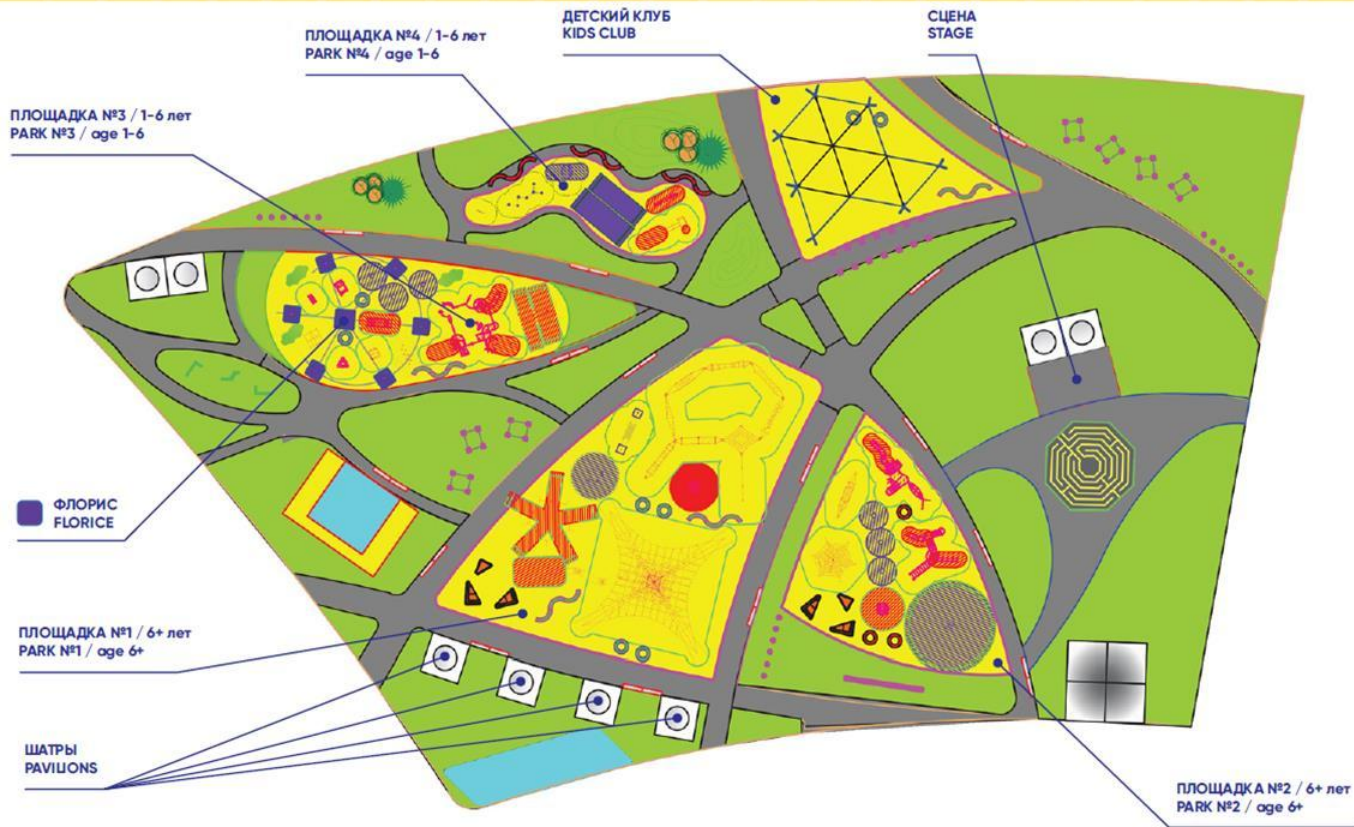 ДЕТСКИЙ КЛУБ
KIDS CLUB
СЦЕНА
STAGE
ПЛОЩАДКА №4 / 1-6 лет
PARK №4 / age 1-6
ПЛОЩАДКА №3 / 1-6 лет
PARK №3 / age 1-6
ФЛОРИС
FLORICE
ПЛОЩАДКА №1 / 6+ лет
PARK №1 / age 6+
ШАТРЫ
PAVILIONS
ПЛОЩАДКА №2 / 6+ лет
PARK №2 / age 6+